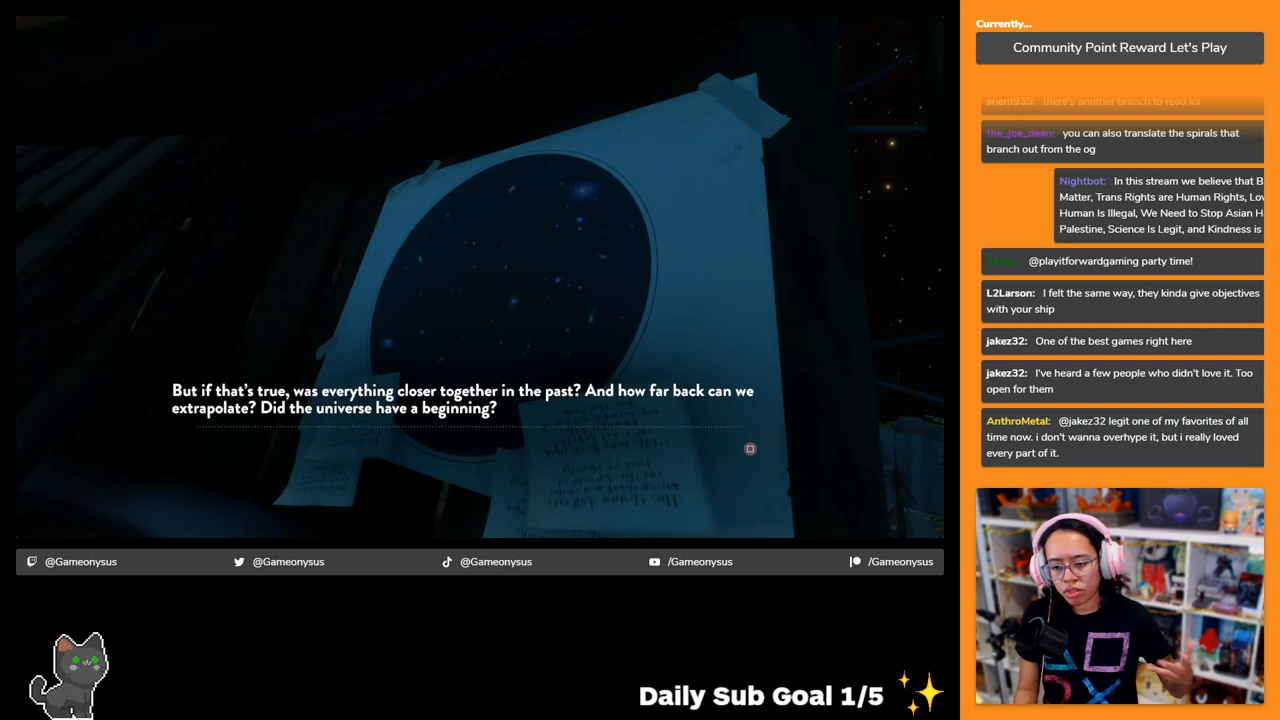 Currently...
Community Point Reward Let's Play
shem935: there's another branch to read lol
the_joe_dean: you can also translate the spirals that
branch out from the og
Nightbot: In this stream we believe that B
Matter, Trans Rights are Human Rights, Lov
Human Is Illegal, We Need to Stop Asian H
Palestine, Science Is Legit, and Kindness is
@playitforwardgaming party time!
L2Larson: I felt the same way, they kinda give objectives
with your ship
jakez32: One of the best games right here
jakez32: I've heard a few people who didn't love it. Too
open for them
AnthroMetal: @jakez32 legit one of my favorites of all
time now. i don't wanna overhype it, but i really loved
every part of it.
But if that's true, was everything closer together in the past? And how far back can we
extrapolate? Did the universe have a beginning?
@Gameonysus
@Gameonysus
@Gameonysus
/Gameonysus
/Gameonysus
Daily Sub Goal 1/5